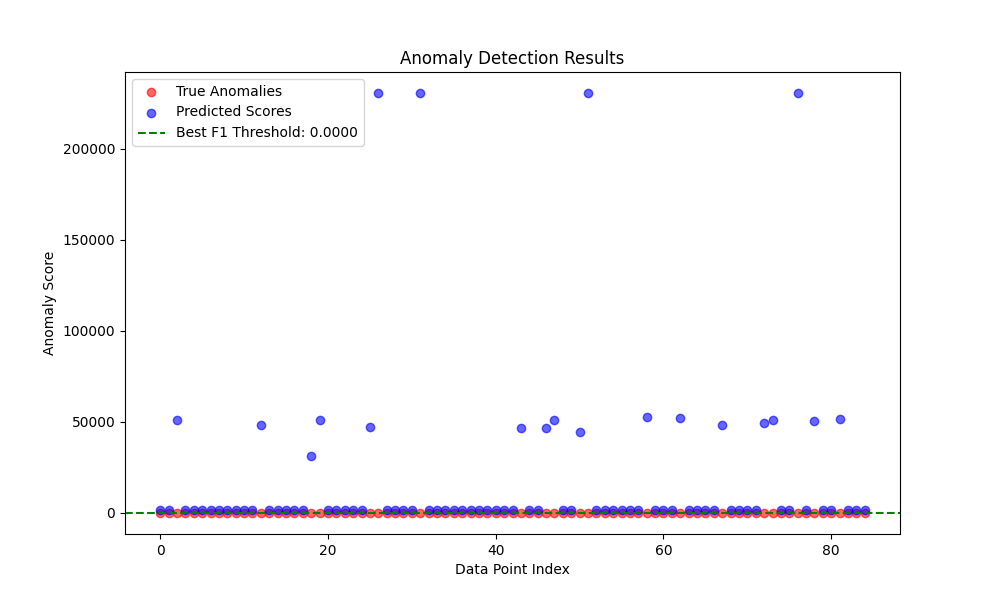 Anomaly Detection Results
True Anomalies
Predicted Scores
Best F1 Threshold: 0.0000
200000
150000
100000
50000
0
Anomaly Score
0 20 40 60 80
Data Point Index